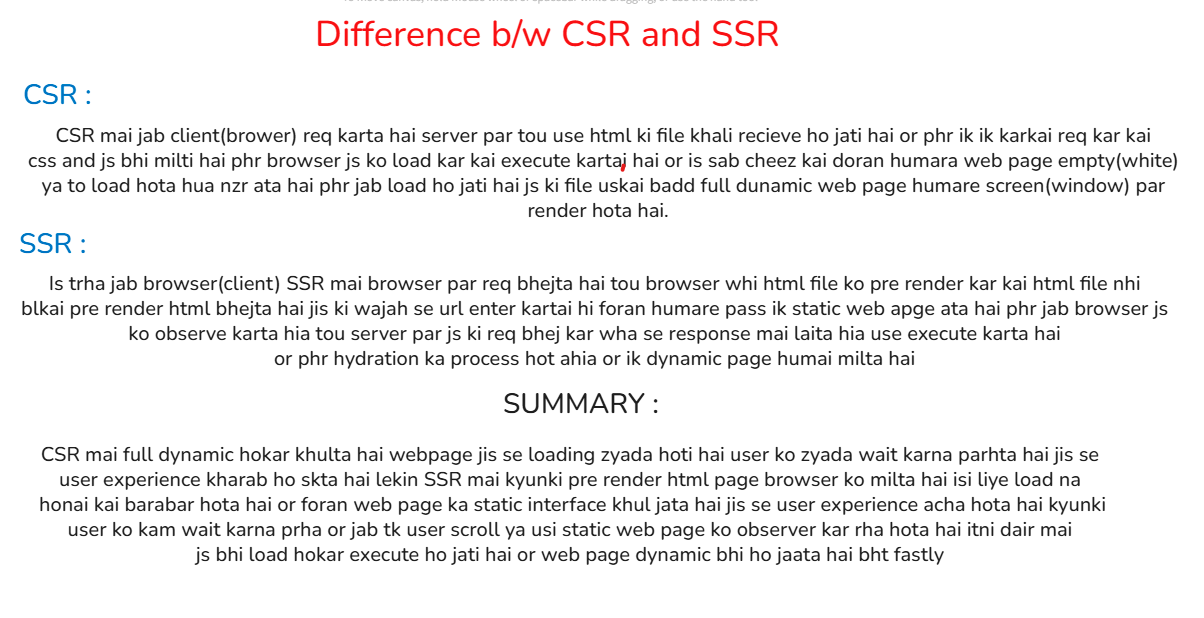 Difference b/w CSR and SSR
CSR :
CSR mai jab client(brower) req karta hai server par tou use html ki file khali recieve ho jati hai or phr ik ik karkai req kar kai
css and js bhi milti hai phr browser js ko load kar kai execute kartai hai or is sab cheez kai doran humara web page empty(white)
ya to load hota hua nzr ata hai phr jab load ho jati hai js ki file uskai badd full dunamic web page humare screen(window) par
render hota hai.
SSR :
Is trha jab browser(client) SSR mai browser par req bhejta hai tou browser whi html file ko pre render kar kai html file nhi
blkai pre render html bhejta hai jis ki wajah se url enter kartai hi foran humare pass ik static web apge ata hai phr jab browser js
ko observe karta hia tou server par js ki req bhej kar wha se response mai laita hia use execute karta hai
or phr hydration ka process hot ahia or ik dynamic page humai milta hai
SUMMARY :
CSR mai full dynamic hokar khulta hai webpage jis se loading zyada hoti hai user ko zyada wait karna parhta hai jis se
user experience kharab ho skta hai lekin SSR mai kyunki pre render html page browser ko milta hai isi liye load na
honai kai barabar hota hai or foran web page ka static interface khul jata hai jis se user experience acha hota hai kyunki
user ko kam wait karna prha or jab tk user scroll ya usi static web page ko observer kar rha hota hai itni dair mai
js bhi load hokar execute ho jati hai or web page dynamic bhi ho jaata hai bht fastly